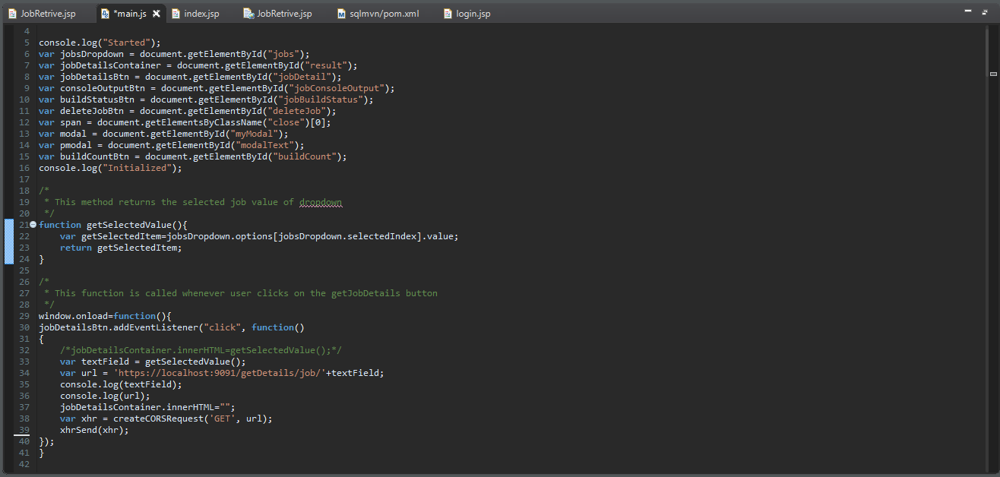 JobRetrive.jsp *main.js index.jsp JobRetrive.jsp sqlmvn/pom.xml login.jsp
4
5 console.log("Started");
6 var jobsDropdown = document.getElementById("jobs");
7 var jobDetailsContainer = document.getElementById("result");
8 var jobDetailsBtn = document.getElementById("jobDetail");
9 var consoleOutputBtn = document.getElementById("jobConsoleOutput");
10 var buildStatusBtn = document.getElementById("jobBuildStatus");
11 var deleteJobBtn = document.getElementById("deleteJob");
12 var span = document.getElementsByClassName("close")[0];
13 var modal = document.getElementById("myModal");
14 var pmodal = document.getElementById("modalText");
15 var buildCountBtn = document.getElementById("buildCount");
16 console.log("Initialized");
17
18 /*
19 * This method returns the selected job value of dropdown
20 */
21 function getSelectedValue(){
22 var getSelectedItem=jobsDropdown.options[jobsDropdown.selectedIndex].value;
23 return getSelectedItem;
24 }
25
26 /*
27 * This function is called whenever user clicks on the getJobDetails button
28 */
29 window.onload=function(){
30 jobDetailsBtn.addEventListener("click", function()
31 {
32 /*jobDetailsContainer.innerHTML=getSelectedValue();*/
33 var textField = getSelectedValue();
34 var url = 'https://localhost:9091/getDetails/job/'+textField;
35 console.log(textField);
36 console.log(url);
37 jobDetailsContainer.innerHTML="";
38 var xhr = createCORSRequest('GET', url);
39 xhrSend(xhr);
40 });
41 }
42